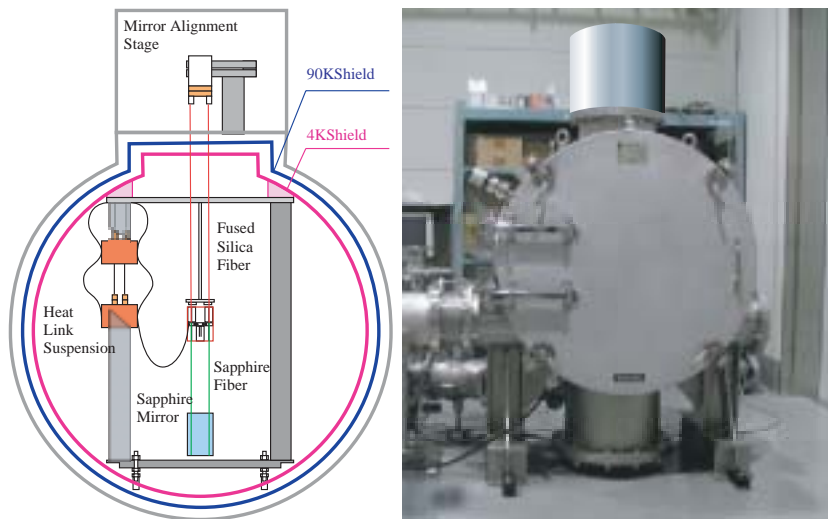 Mirror Alignment
Stage
90KShield
4KShield
Fused
Silica
Fiber
Heat
Link
Suspension
Sapphire
Fiber
Sapphire
Mirror